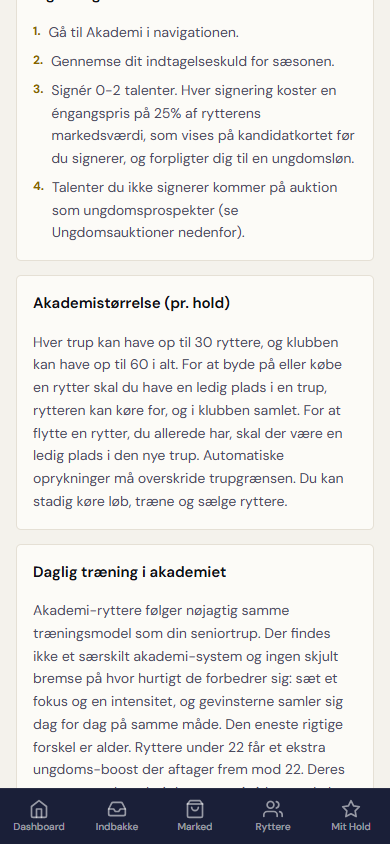 1. Gå til Akademi i navigationen.
2. Gennemse dit indtagelseskuld for sæsonen.
3. Signér 0-2 talenter. Hver signering koster en
éngangspris på 25% af rytterens
markedsværdi, som vises på kandidatkortet før
du signerer, og forpligter dig til en ungdomsløn.
4. Talenter du ikke signerer kommer på auktion
som ungdomsprospekter (se
Ungdomsauktioner nedenfor).
Akademistørrelse (pr. hold)
Hver trup kan have op til 30 ryttere, og klubben
kan have op til 60 i alt. For at byde på eller købe
en rytter skal du have en ledig plads i en trup,
rytteren kan køre for, og i klubben samlet. For at
flytte en rytter, du allerede har, skal der være en
ledig plads i den nye trup. Automatiske
oprykninger må overskride trupgrænsen. Du kan
stadig køre løb, træne og sælge ryttere.
Daglig træning i akademiet
Akademi-ryttere følger nøjagtig samme
træningsmodel som din seniortrup. Der findes
ikke et særskilt akademi-system og ingen skjult
bremse på hvor hurtigt de forbedrer sig: sæt et
fokus og en intensitet, og gevinsterne samler sig
dag for dag på samme måde. Den eneste rigtige
forskel er alder. Ryttere under 22 får et ekstra
ungdoms-boost der aftager frem mod 22. Deres
Dashboard
Indbakke
Marked
Ryttere
Mit Hold